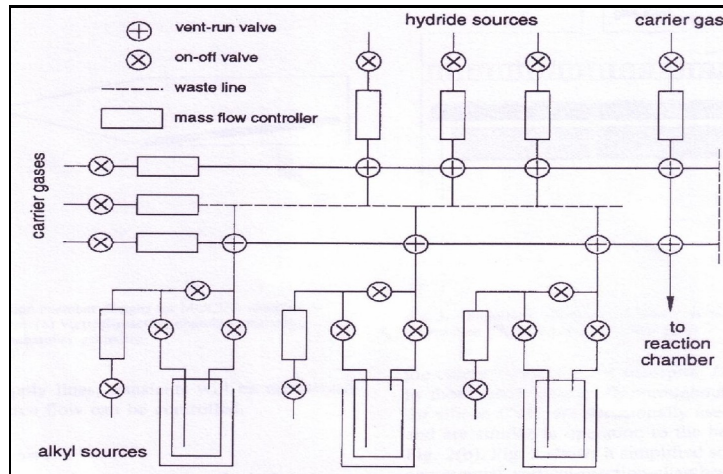 vent-run valve
on-off valve
waste line
mass flow controller
hydride sources
carrier gas
carrier gases
to
reaction
chamber
alkyl sources